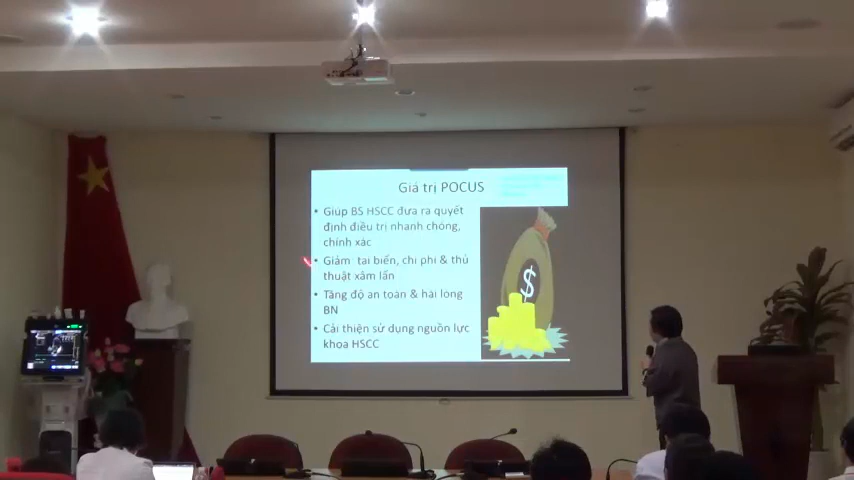 Giá trị POCUS
• Giúp BS HSCC đưa ra quyết
định điều trị nhanh chóng,
chính xác
• Giảm tai biến, chi phí & thủ
thuật xâm lấn
• Tăng độ an toàn & hài lòng
BN
• Cải thiện sử dụng nguồn lực
khoa HSCC
$